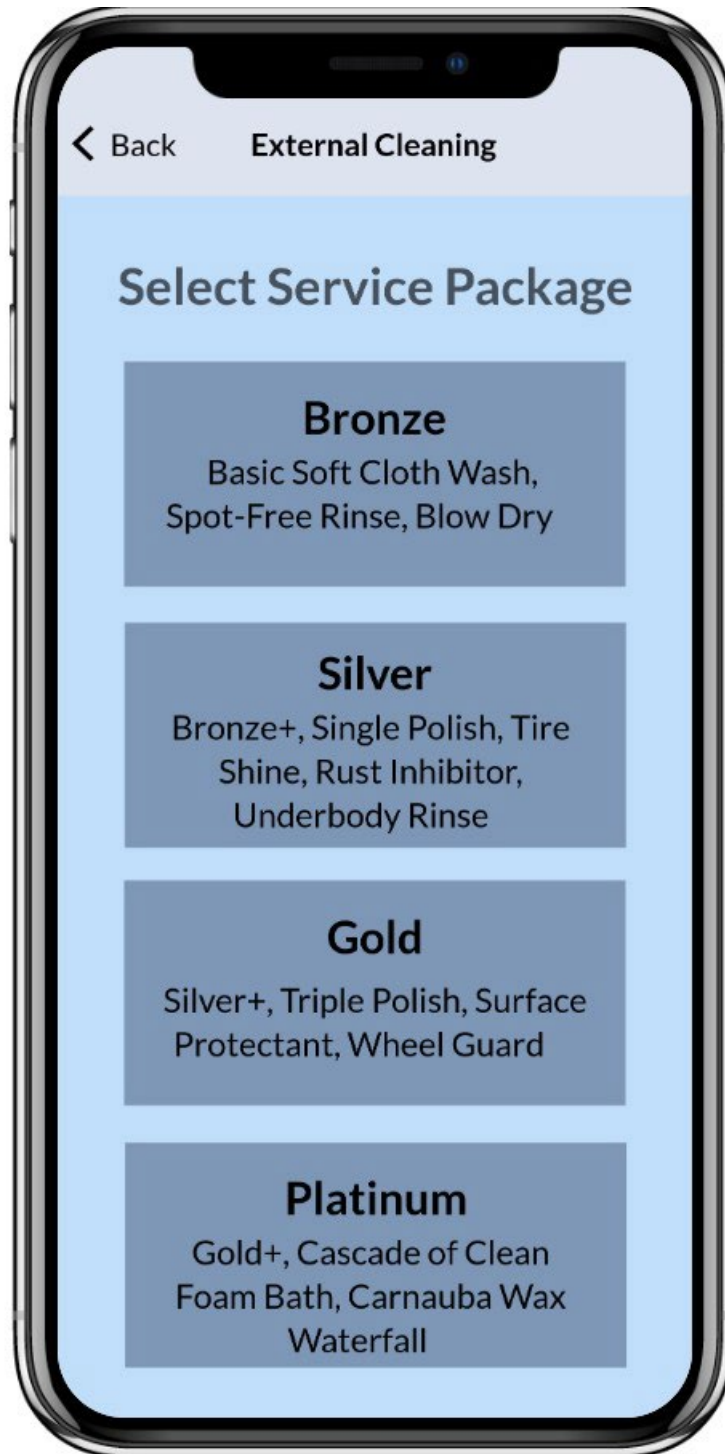 Back External Cleaning
Select Service Package
Bronze
Basic Soft Cloth Wash,
Spot-Free Rinse, Blow Dry
Silver
Bronze+, Single Polish, Tire
Shine, Rust Inhibitor,
Underbody Rinse
Gold
Silver+, Triple Polish, Surface
Protectant, Wheel Guard
Platinum
Gold+, Cascade of Clean
Foam Bath, Carnauba Wax
Waterfall